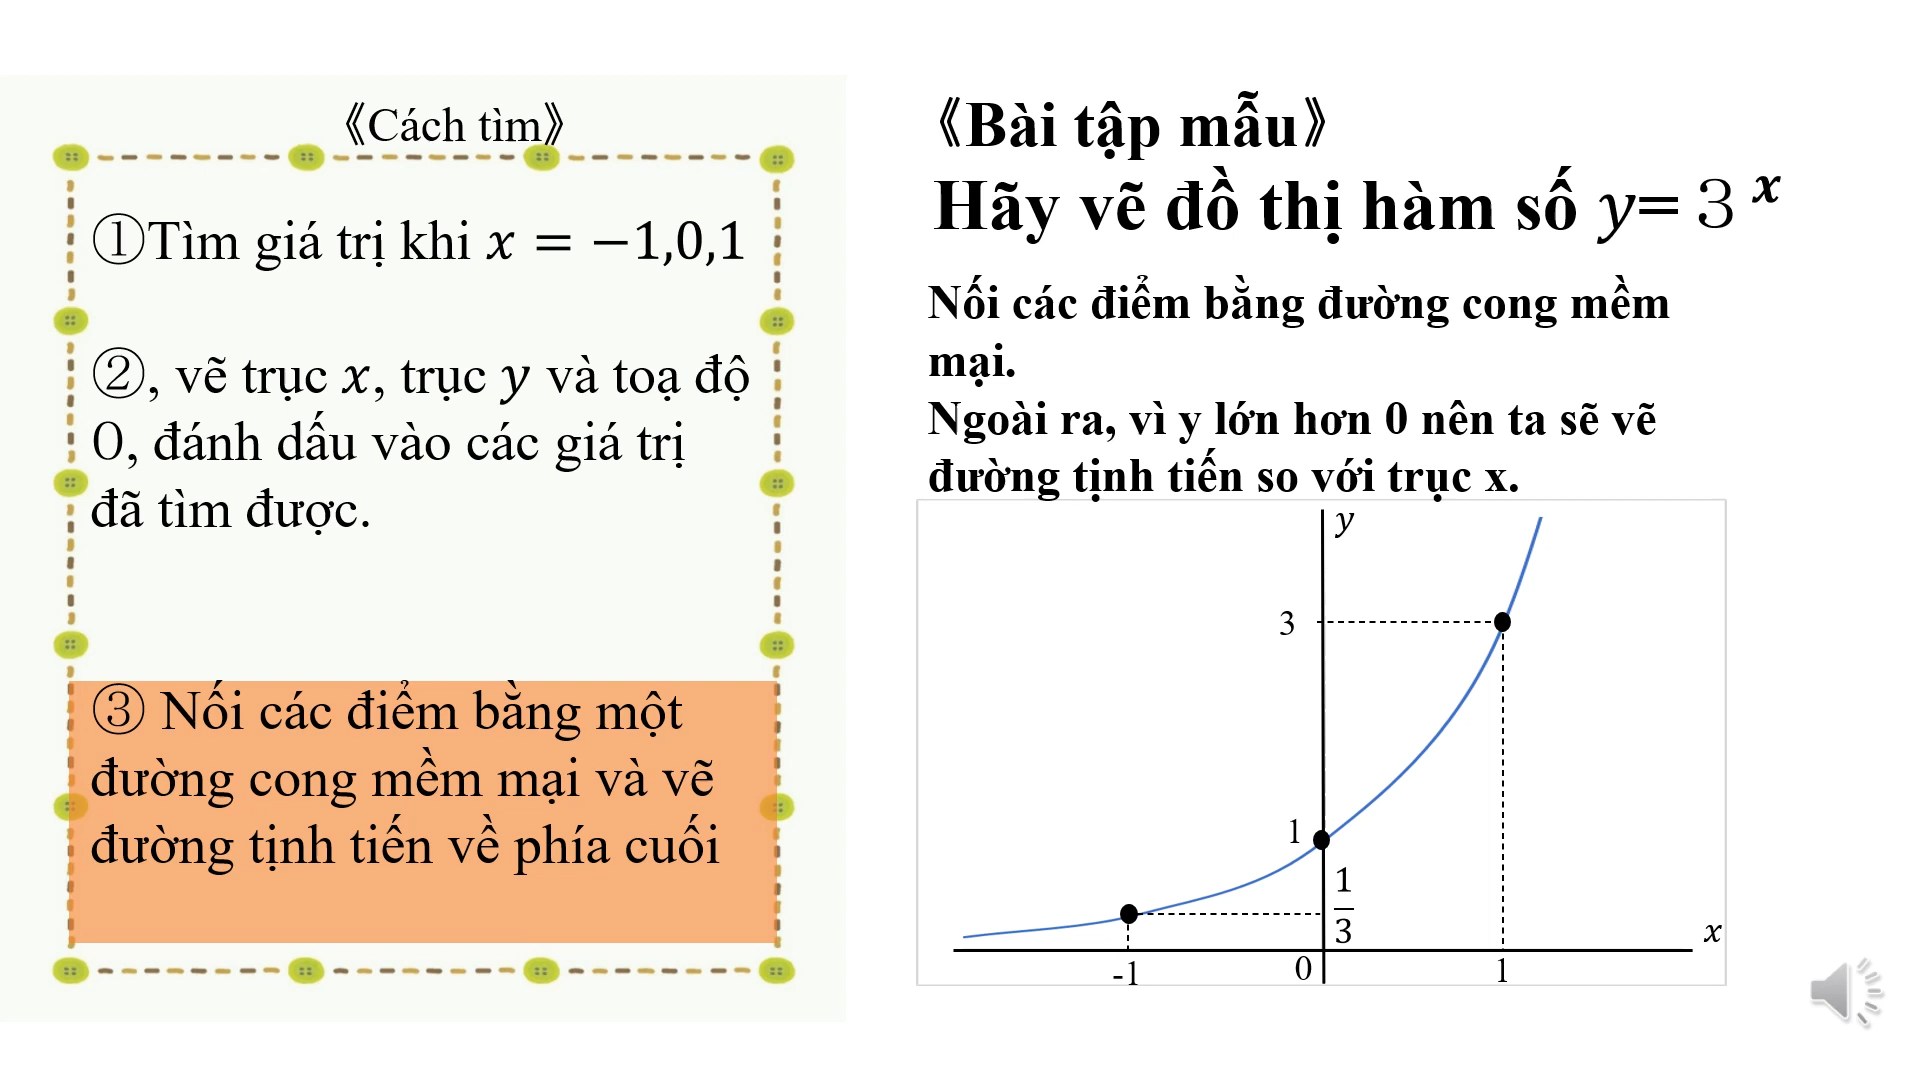 《Cách tìm》
①Tìm giá trị khi x = −1,0,1
②, vẽ trục x, trục y và toạ độ
O, đánh dấu vào các giá trị
đã tìm được.
③ Nối các điểm bằng một
đường cong mềm mại và vẽ
đường tịnh tiến về phía cuối
《Bài tập mẫu》
Hãy vẽ đồ thị hàm số y=３ˣ
Nối các điểm bằng đường cong mềm
mại.
Ngoài ra, vì y lớn hơn 0 nên ta sẽ vẽ
đường tịnh tiến so với trục x.
y
3
1
1/3
x
-1
0
1